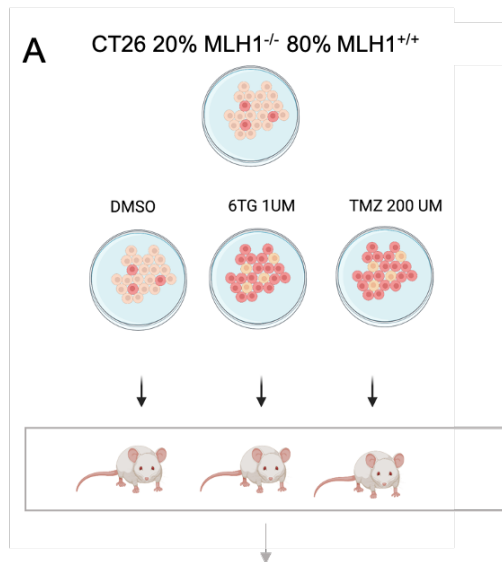 A
CT26 20% MLH1⁻/⁻ 80% MLH1⁺/⁺
DMSO
6TG 1UM
TMZ 200 UM